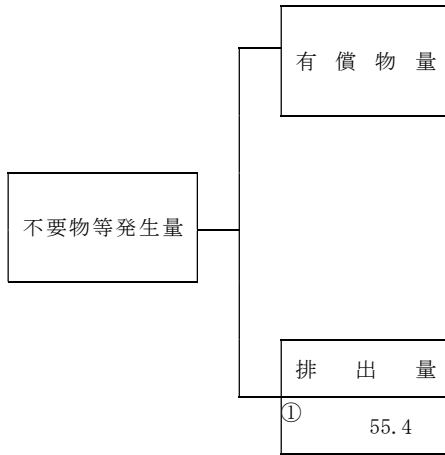 有償物量
不要物等発生量
排出量
①
55.4